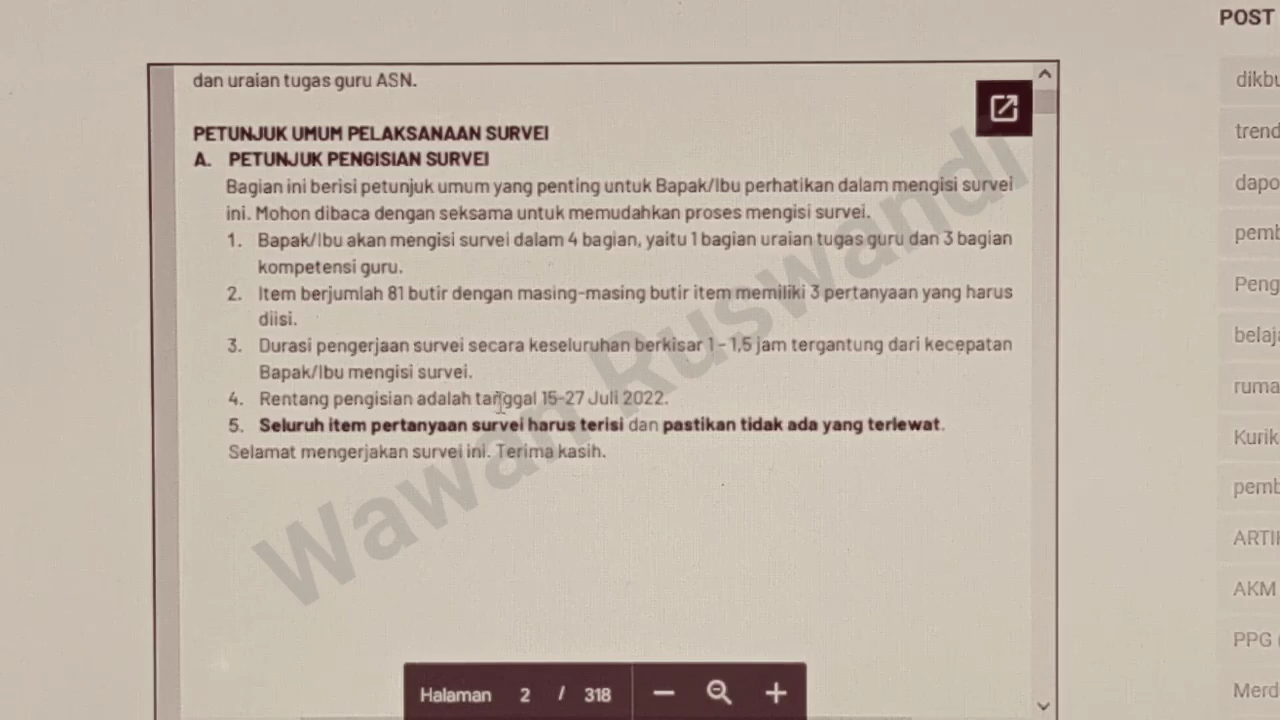 POST
dan uraian tugas guru ASN.
PETUNJUK UMUM PELAKSANAAN SURVEI
A. PETUNJUK PENGISIAN SURVEI
Bagian ini berisi petunjuk umum yang penting untuk Bapak/Ibu perhatikan dalam mengisi survei
ini. Mohon dibaca dengan seksama untuk memudahkan proses mengisi survei.
1. Bapak/Ibu akan mengisi survei dalam 4 bagian, yaitu 1 bagian uraian tugas guru dan 3 bagian
kompetensi guru.
2. Item berjumlah 81 butir dengan masing-masing butir item memiliki 3 pertanyaan yang harus
diisi.
3. Durasi pengerjaan survei secara keseluruhan berkisar 1 - 1,5 jam tergantung dari kecepatan
Bapak/Ibu mengisi survei.
4. Rentang pengisian adalah tanggal 15-27 Juli 2022.
5. Seluruh item pertanyaan survei harus terisi dan pastikan tidak ada yang terlewat.
Selamat mengerjakan survei ini. Terima kasih.
Wawan Ruswandi
Halaman 2 / 318
dikbu
trend
dapo
pemb
Peng
belaja
ruma
Kurik
pemb
ARTIK
AKM
PPG
Merd